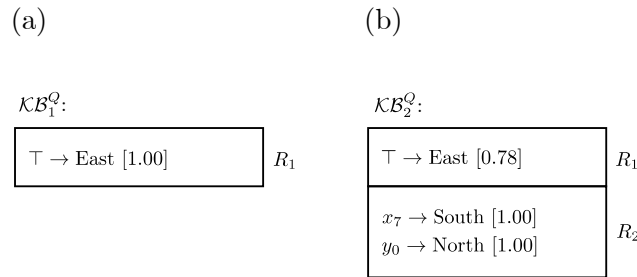 (a)
(b)
𝒦ℬ₁^Q:
𝒦ℬ₂^Q:
⊤ → East [1.00]
R₁
⊤ → East [0.78]
R₁
x₇ → South [1.00]
y₀ → North [1.00]
R₂